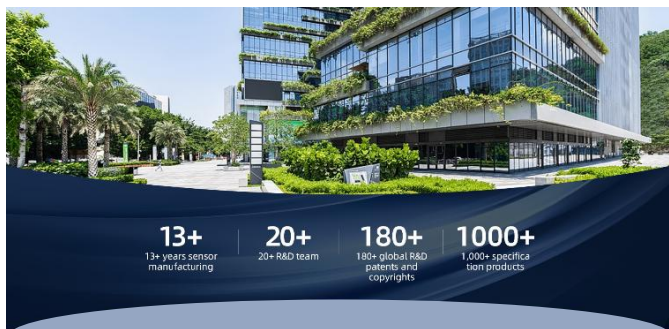 13+
13+ years sensor
manufacturing
20+
20+ R&D team
180+
180+ global R&D
patents and
copyrights
1000+
1,000+ specifica
tion products